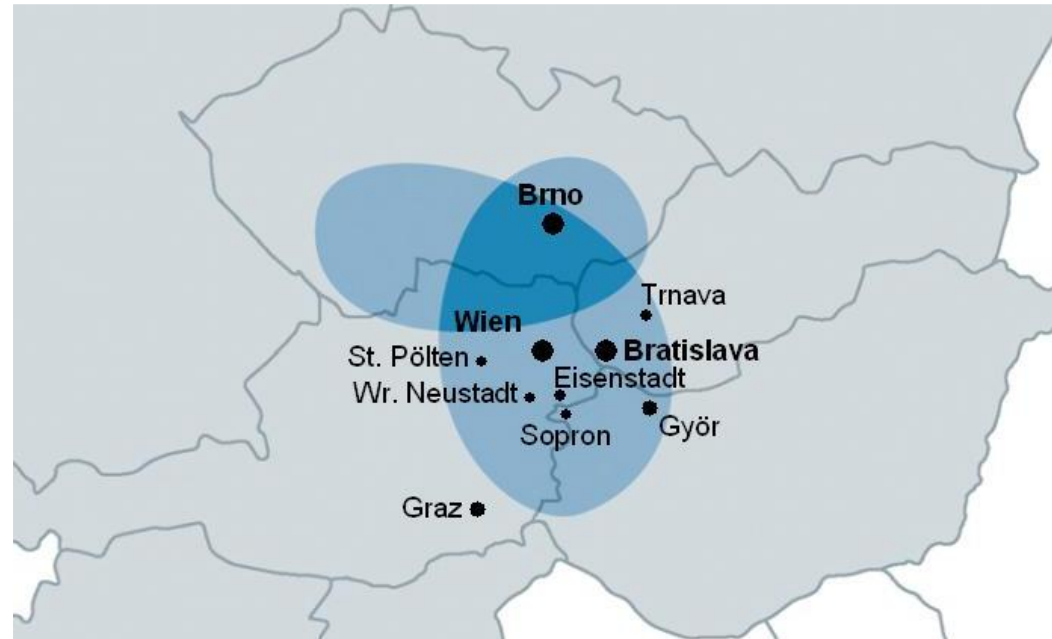 Brno
Trnava
Wien
Bratislava
St. Pölten
Eisenstadt
Wr. Neustadt
Sopron
Györ
Graz